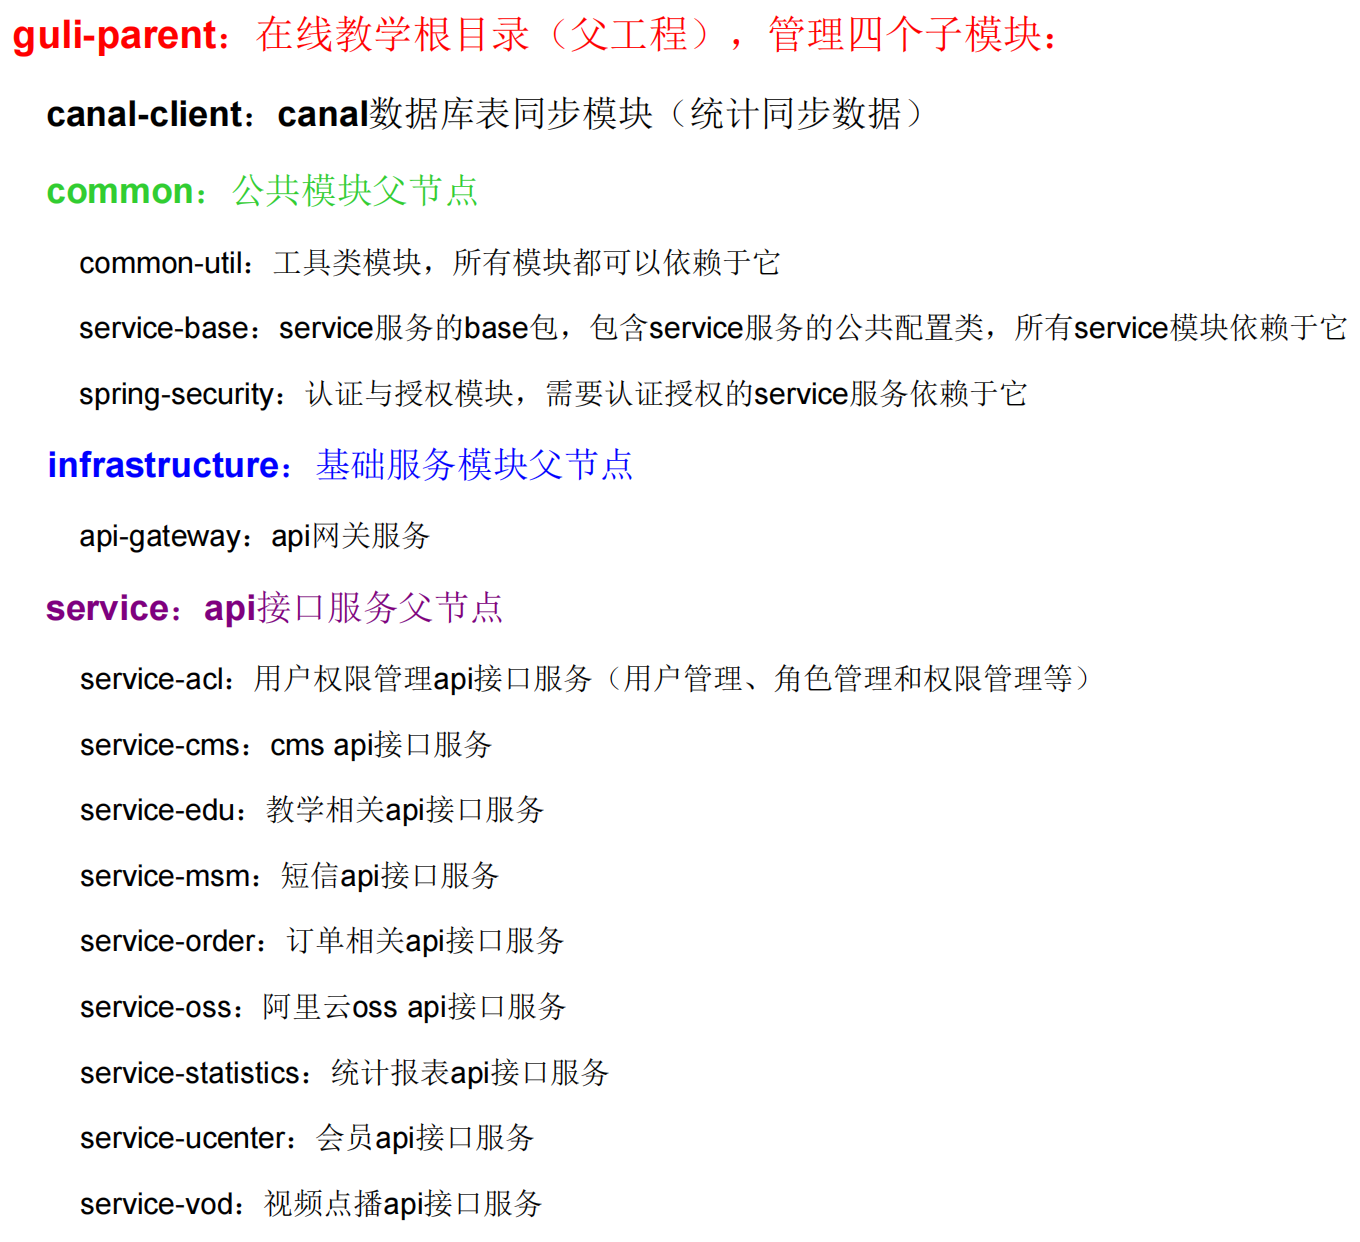 guli-parent：在线教学根目录（父工程），管理四个子模块：
canal-client：canal数据库表同步模块（统计同步数据）
common：公共模块父节点
common-util：工具类模块，所有模块都可以依赖于它
service-base：service服务的base包，包含service服务的公共配置类，所有service模块依赖于它
spring-security：认证与授权模块，需要认证授权的service服务依赖于它
infrastructure：基础服务模块父节点
api-gateway：api网关服务
service：api接口服务父节点
service-acl：用户权限管理api接口服务（用户管理、角色管理和权限管理等）
service-cms：cms api接口服务
service-edu：教学相关api接口服务
service-msm：短信api接口服务
service-order：订单相关api接口服务
service-oss：阿里云oss api接口服务
service-statistics：统计报表api接口服务
service-ucenter：会员api接口服务
service-vod：视频点播api接口服务